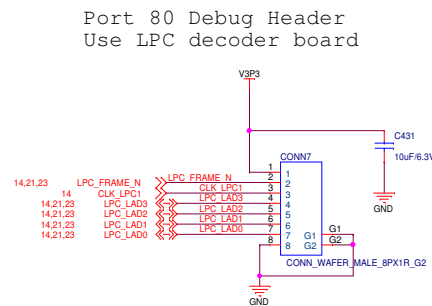 Port 80 Debug Header
Use LPC decoder board
V3P3
C431
10uF/6.3V
GND
CONN7
1 1
14,21,23 LPC_FRAME_N LPC_FRAME_N 2 2
14 CLK_LPC1 CLK_LPC1 3 3
14,21,23 LPC_LAD3 LPC_LAD3 4 4
14,21,23 LPC_LAD2 LPC_LAD2 5 5
14,21,23 LPC_LAD1 LPC_LAD1 6 6
14,21,23 LPC_LAD0 LPC_LAD0 7 7 G1 G1
8 8 G2 G2
CONN_WAFER_MALE_8PX1R_G2
GND